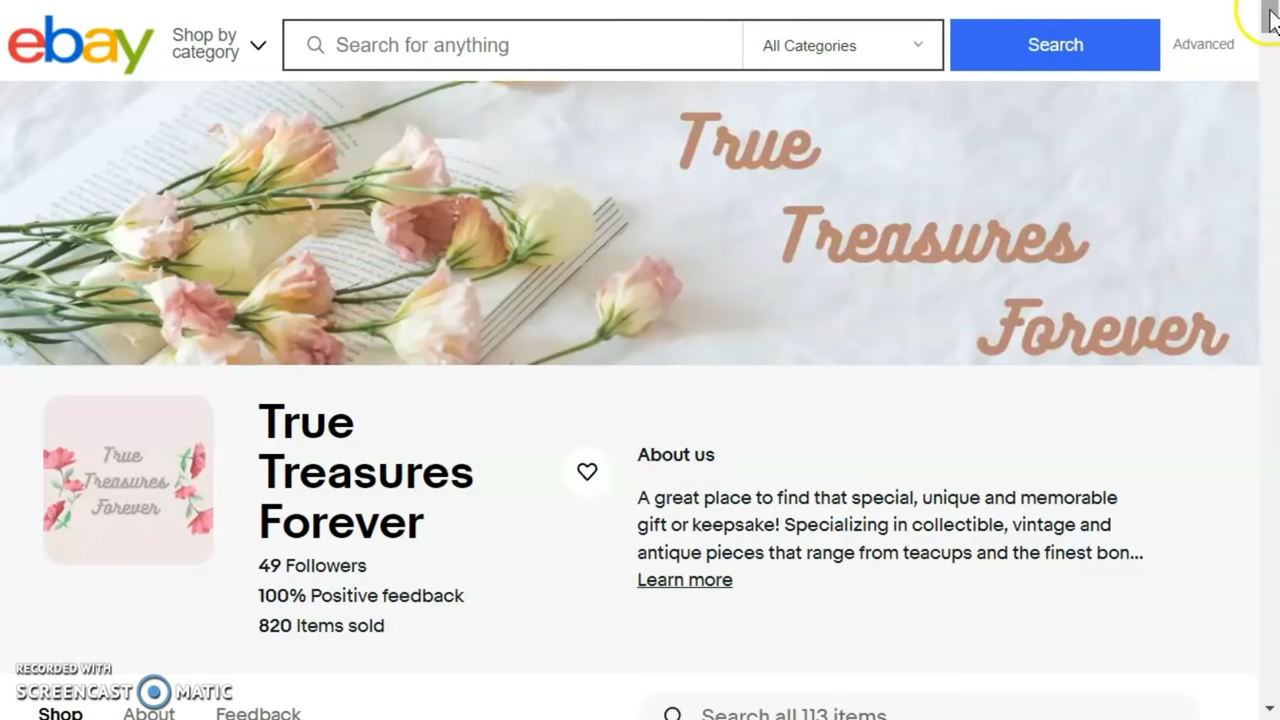 ebay
Shop by
category
Search for anything
All Categories
Search
Advanced
True
Treasures
Forever
True
Treasures
Forever
True
Treasures
Forever
49 Followers
100% Positive feedback
820 Items sold
About us
A great place to find that special, unique and memorable
gift or keepsake! Specializing in collectible, vintage and
antique pieces that range from teacups and the finest bon...
Learn more
RECORDED WITH
SCREENCAST MATIC
Shop
About
Feedback
Search all 113 items